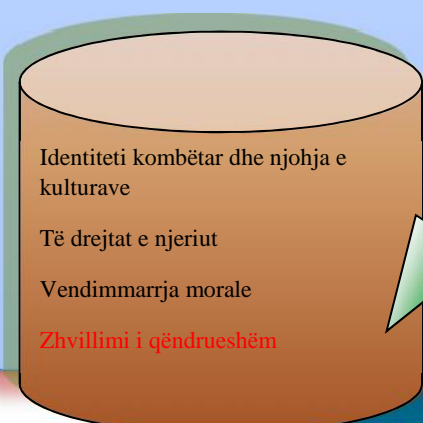 Identiteti kombëtar dhe njohja e
kulturave
Të drejtat e njeriut
Vendimmarrja morale
Zhvillimi i qëndrueshëm